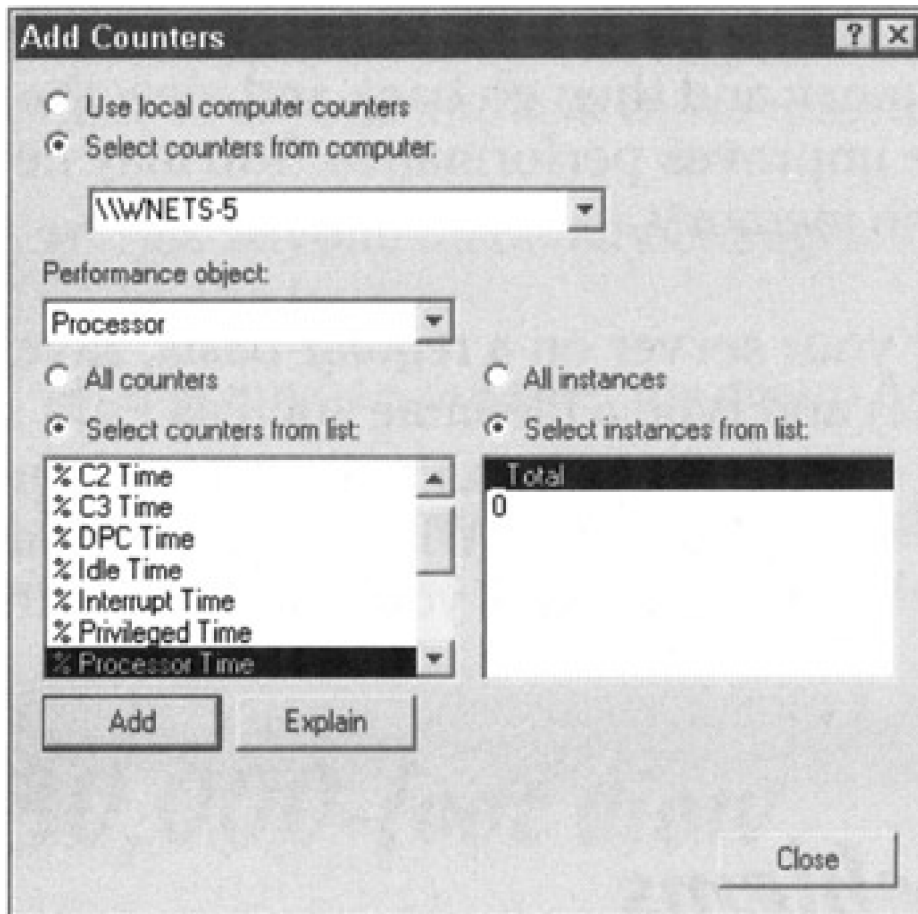 Add Counters
Use local computer counters
Select counters from computer:
\\WNETS-5
Performance object:
Processor
All counters
All instances
Select counters from list:
Select instances from list:
% C2 Time
% C3 Time
% DPC Time
% Idle Time
% Interrupt Time
% Privileged Time
% Processor Time
_Total
0
Add
Explain
Close